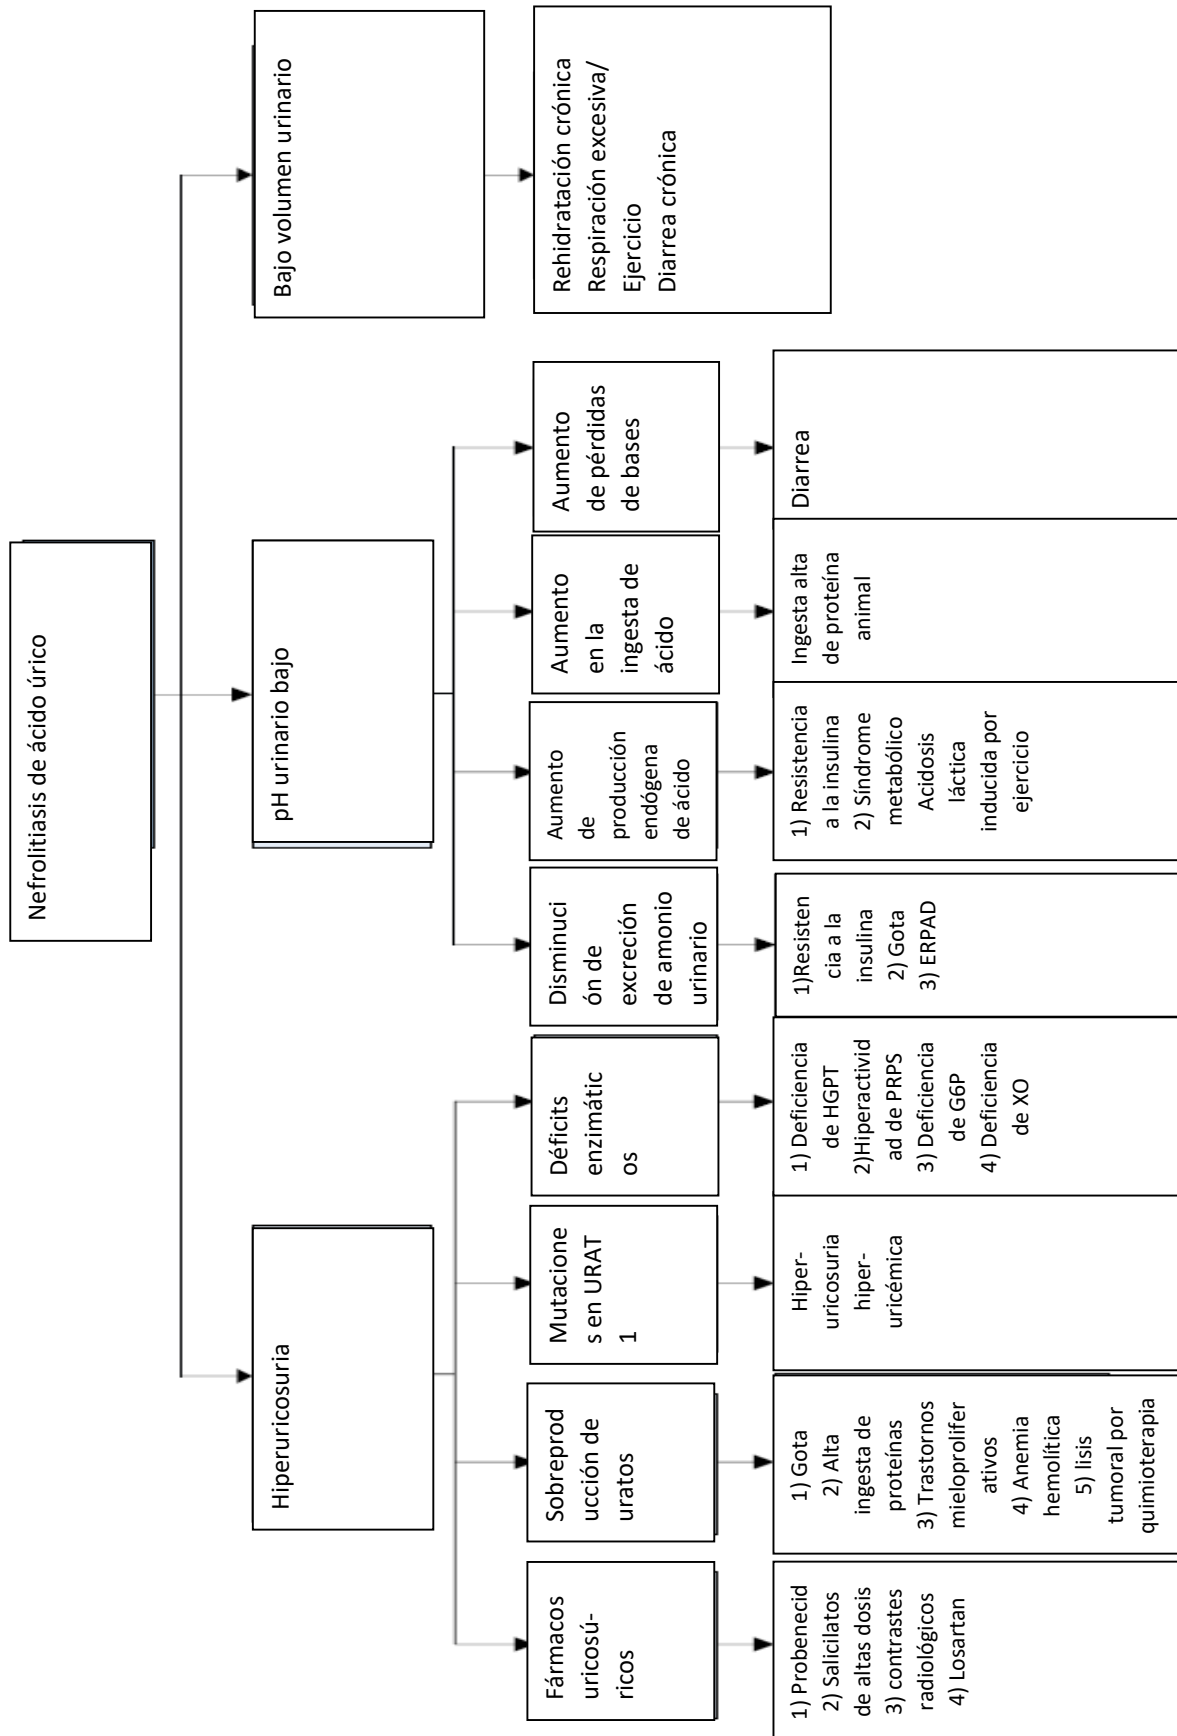 Nefrolitiasis de ácido úrico
Hiperuricosuria
pH urinario bajo
Bajo volumen urinario
Fármacos
uricosú-
ricos
Sobreprod
ucción de
uratos
Mutacione
s en URAT
1
Déficits
enzimátic
os
Disminuci
ón de
excreción
de amonio
urinario
Aumento
de
producción
endógena
de ácido
Aumento
en la
ingesta de
ácido
Aumento
de pérdidas
de bases
Rehidratación crónica
Respiración excesiva/
Ejercicio
Diarrea crónica
1) Probenecid
2) Salicilatos
de altas dosis
3) contrastes
radiológicos
4) Losartan
1) Gota
2) Alta
ingesta de
proteínas
3) Trastornos
mieloprolifer
ativos
4) Anemia
hemolítica
5) lisis
tumoral por
quimioterapia
Hiper-
uricosuria
hiper-
uricémica
1) Deficiencia
de HGPT
2)Hiperactivid
ad de PRPS
3) Deficiencia
de G6P
4) Deficiencia
de XO
1)Resisten
cia a la
insulina
2) Gota
3) ERPAD
1) Resistencia
a la insulina
2) Síndrome
metabólico
Acidosis
láctica
inducida por
ejercicio
Ingesta alta
de proteína
animal
Diarrea